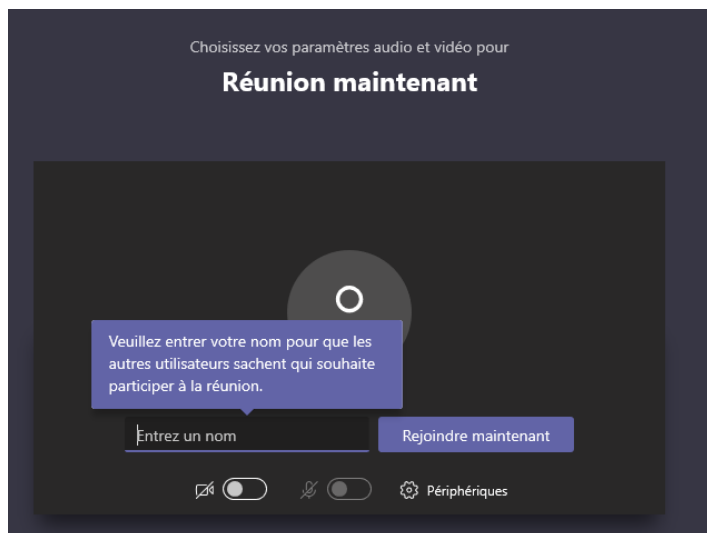 Choisissez vos paramètres audio et vidéo pour
Réunion maintenant
O
Veuillez entrer votre nom pour que les
autres utilisateurs sachent qui souhaite
participer à la réunion.
Entrez un nom
Rejoindre maintenant
Périphériques